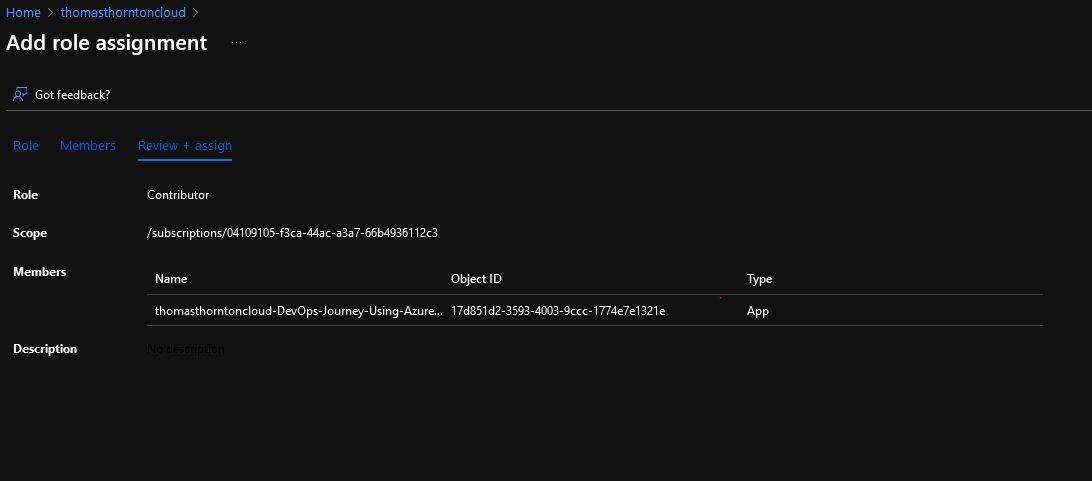 Home > thomasthorntoncloud >
Add role assignment ...
Got feedback?
Role Members Review + assign
Role Contributor
Scope /subscriptions/04109105-f3ca-44ac-a3a7-66b4936112c3
Members
Name Object ID Type
thomasthorntoncloud-DevOps-Journey-Using-Azure... 17d851d2-3593-4003-9ccc-1774e7e1321e App
Description No description